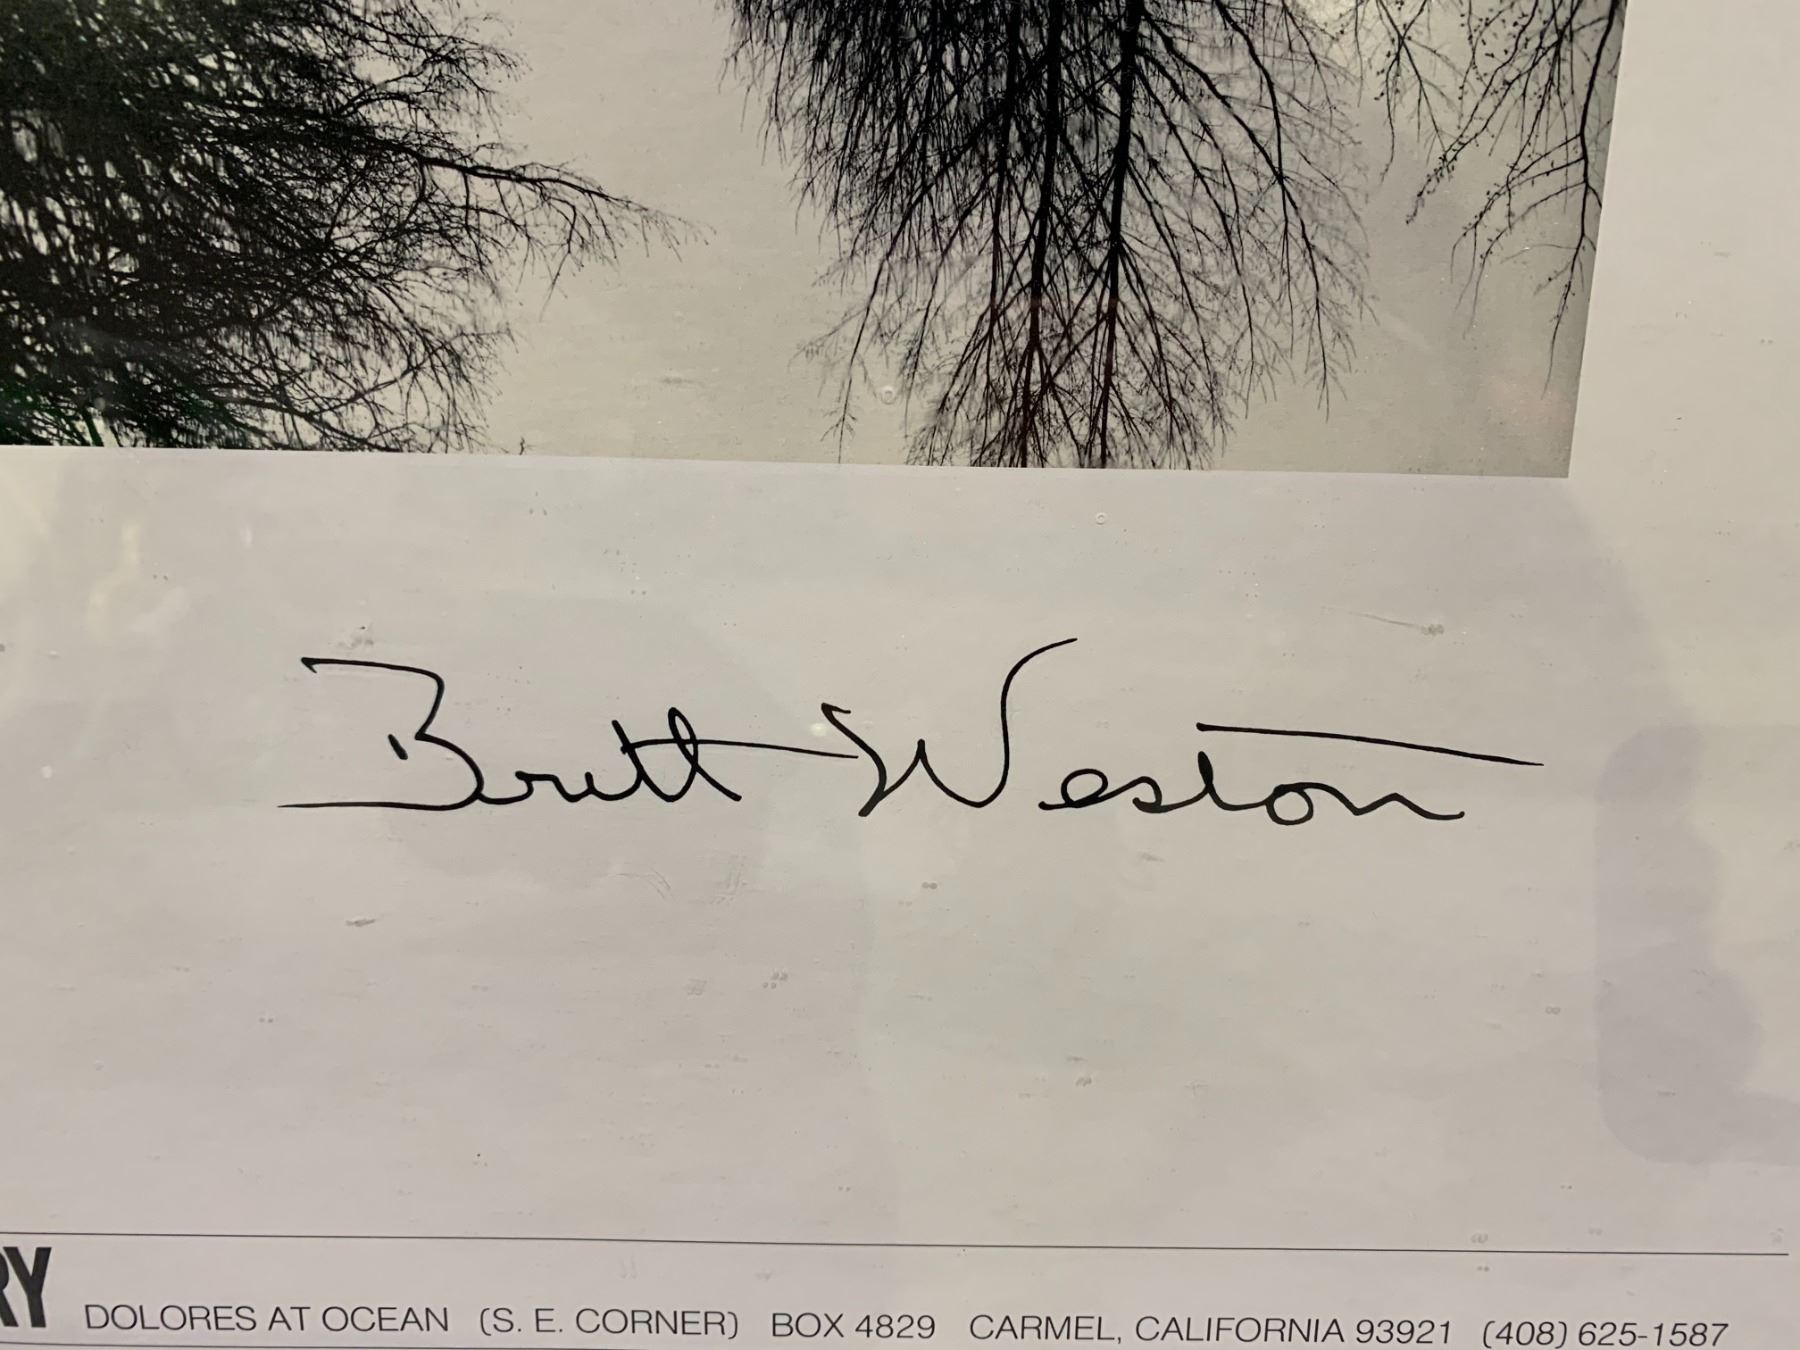 Brett Weston
RY DOLORES AT OCEAN (S. E. CORNER) BOX 4829 CARMEL, CALIFORNIA 93921 (408) 625-1587